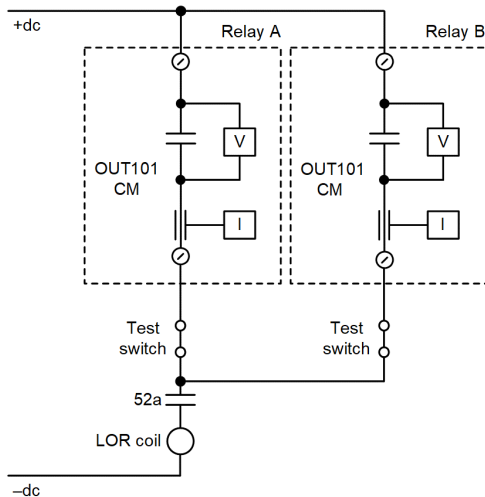 +dc
Relay A
Relay B
V
V
OUT101
CM
OUT101
CM
I
I
Test
switch
Test
switch
52a
LOR coil
–dc